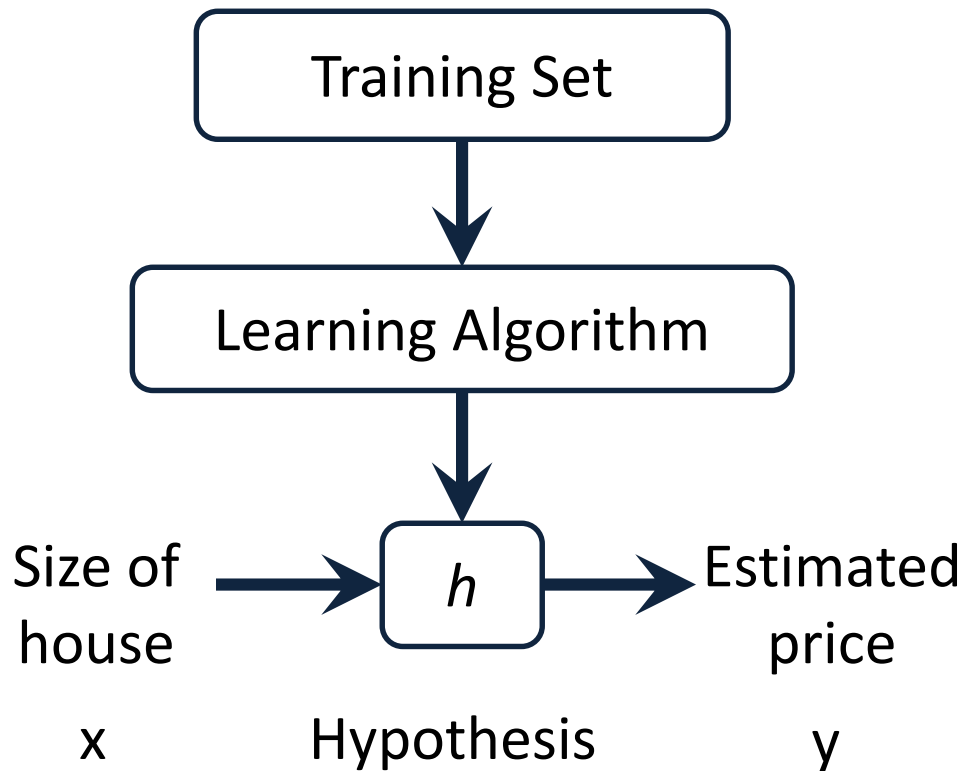 Training Set
Learning Algorithm
Size of
house
h
Estimated
price
x
Hypothesis
y